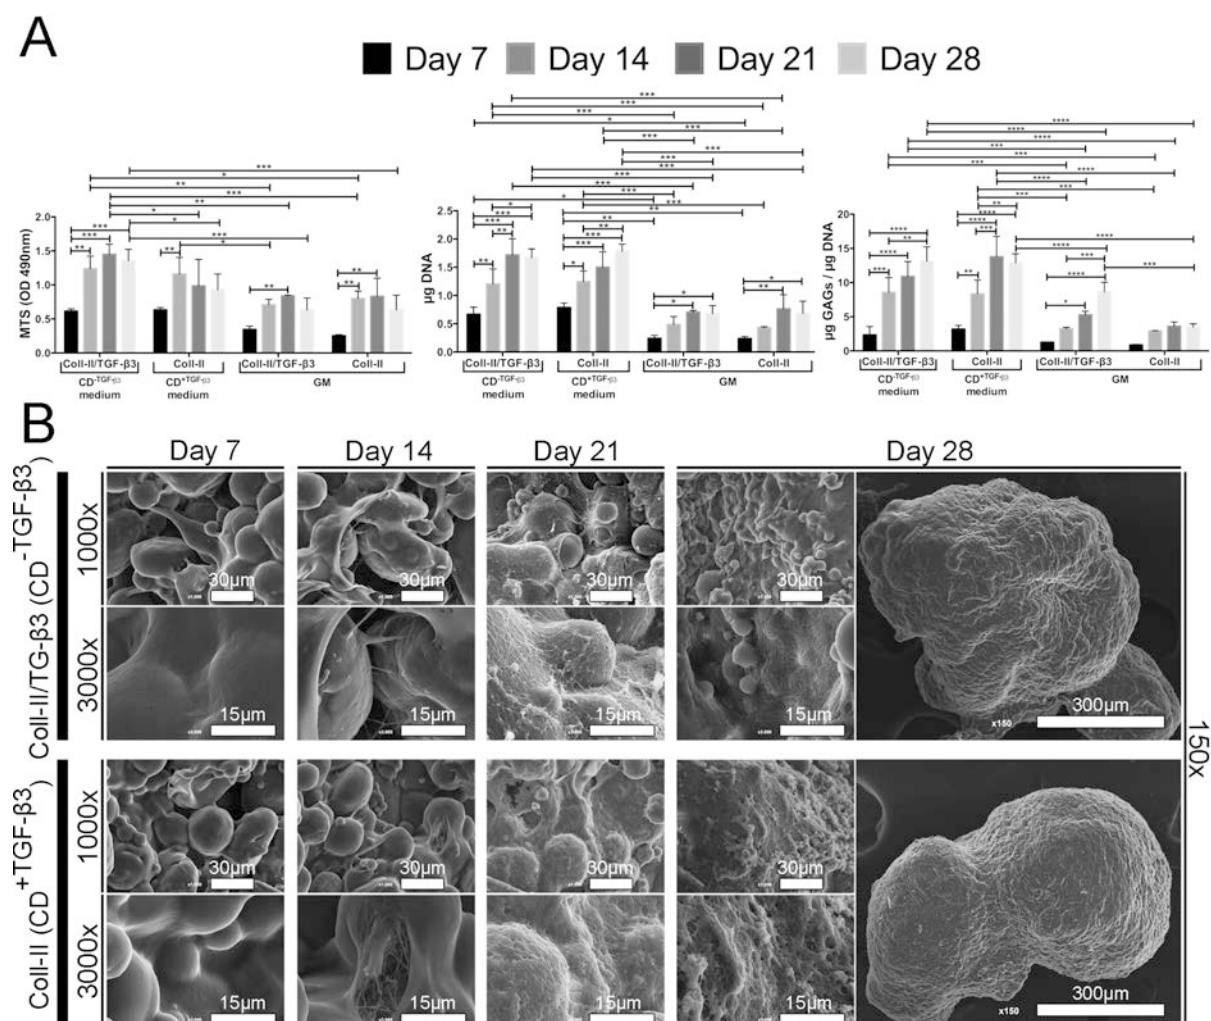 A
Day 7 Day 14 Day 21 Day 28
MTS (OD 490nm)
2.0
1.5
1.0
0.5
0.0
Coll-II/TGF-β3 Coll-II Coll-II/TGF-β3 Coll-II
CD-TGF-β3 medium
CD+TGF-β3 medium
GM
µg DNA
2.5
2.0
1.5
1.0
0.5
0.0
Coll-II/TGF-β3 Coll-II Coll-II/TGF-β3 Coll-II
CD-TGF-β3 medium
CD+TGF-β3 medium
GM
µg GAGs / µg DNA
20
15
10
5
0
Coll-II/TGF-β3 Coll-II Coll-II/TGF-β3 Coll-II
CD-TGF-β3 medium
CD+TGF-β3 medium
GM
B
Day 7 Day 14 Day 21 Day 28
Coll-II/TG-β3 (CD-TGF-β3)
1000x
30µm 30µm 30µm 30µm
3000x
15µm 15µm 15µm 15µm
x150 300µm
150x
Coll-II (CD+TGF-β3)
1000x
30µm 30µm 30µm 30µm
3000x
15µm 15µm 15µm 15µm
x150 300µm